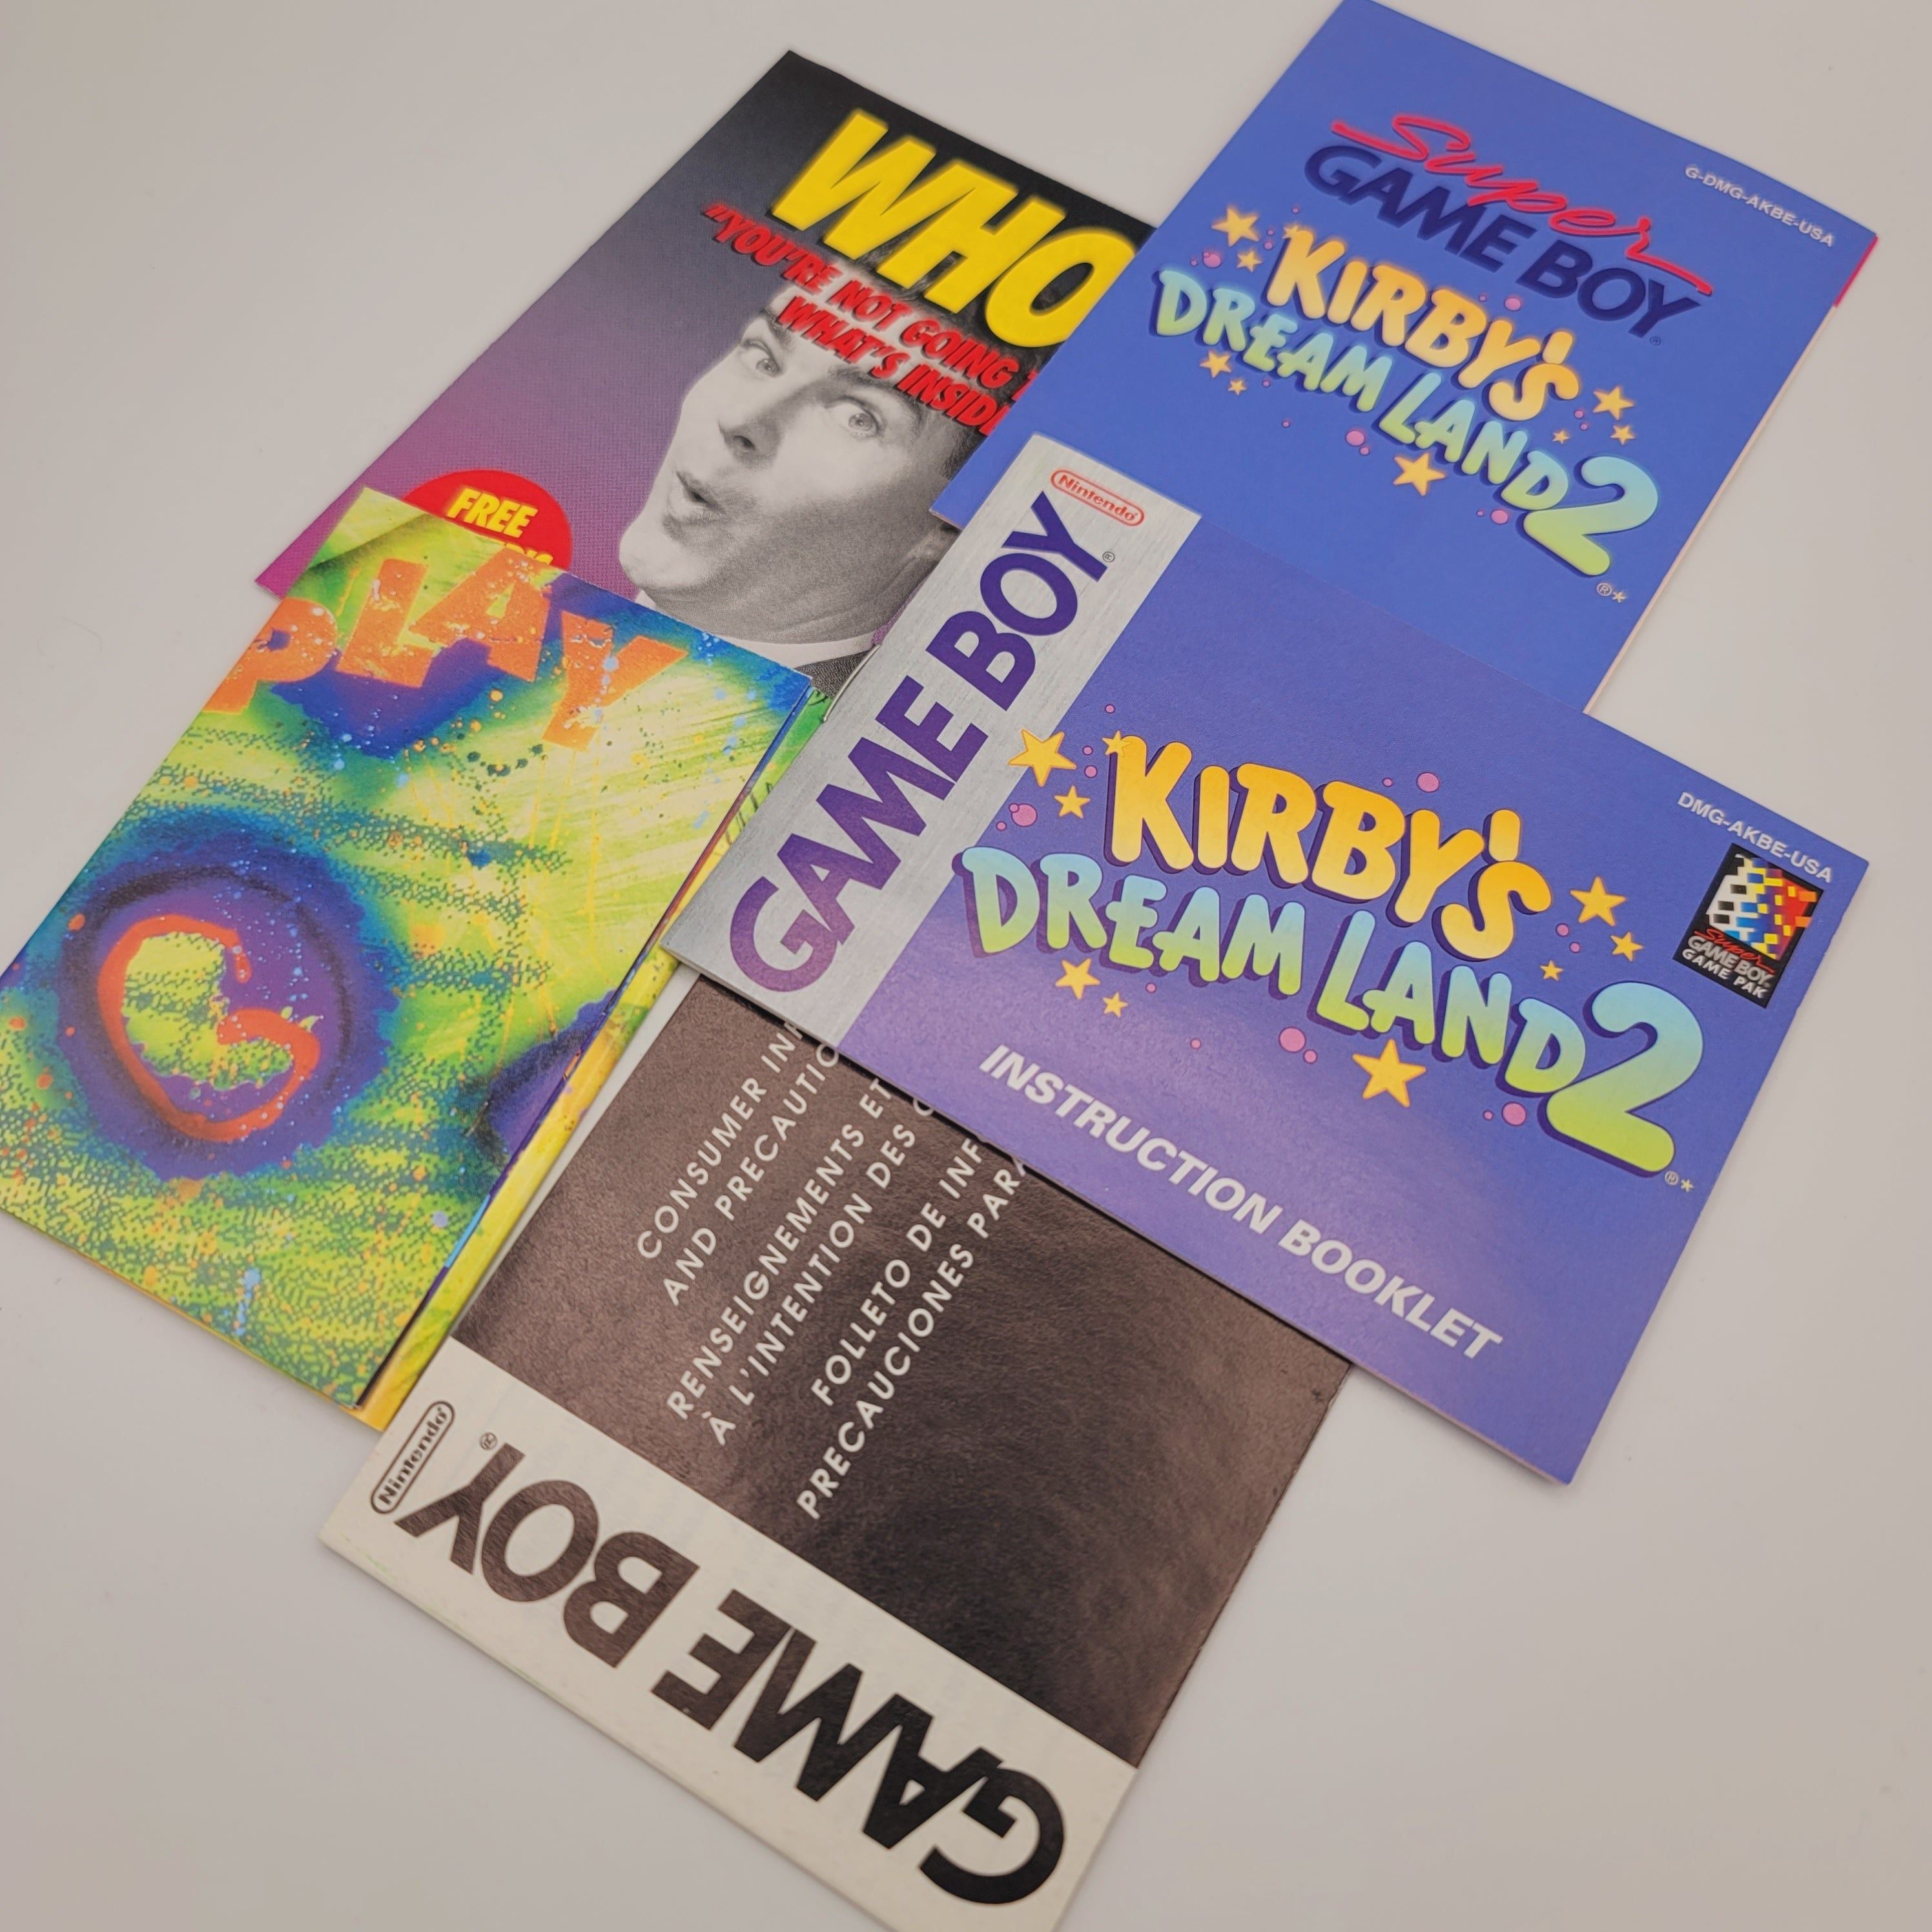 WHO
"YOU'RE NOT GOING
WHAT'S INSID
FREE
Super
GAME BOY
®
G-DMG-AKBE-USA
KIRBY'S
DREAM LAND 2
®*
PLAY
Nintendo
GAME BOY
®
KIRBY'S
DREAM LAND 2
®*
DMG-AKBE-USA
Super
GAME BOY
GAME PAK
INSTRUCTION BOOKLET
CONSUMER IN
AND PRECAUTIO
RENSEIGNEMENTS ET
À L'INTENTION DES
FOLLETO DE INF
PRECAUCIONES PARA
Nintendo
GAME BOY
®